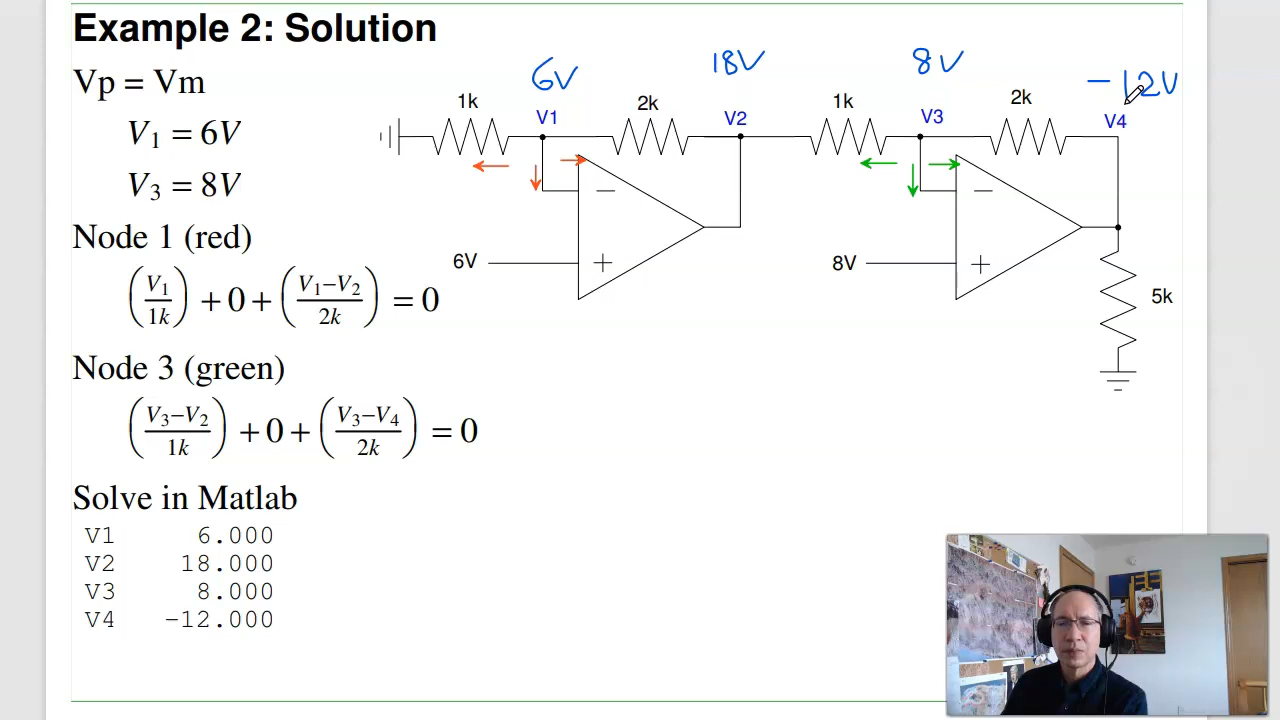 Example 2: Solution
Vp = Vm
V1 = 6V
V3 = 8V
Node 1 (red)
(V1/1k) + 0 + (V1−V2/2k) = 0
Node 3 (green)
(V3−V2/1k) + 0 + (V3−V4/2k) = 0
Solve in Matlab
V1 6.000
V2 18.000
V3 8.000
V4 -12.000
6V 18V 8V -12V
1k V1 2k V2 1k V3 2k V4
− −
6V + 8V +
5k